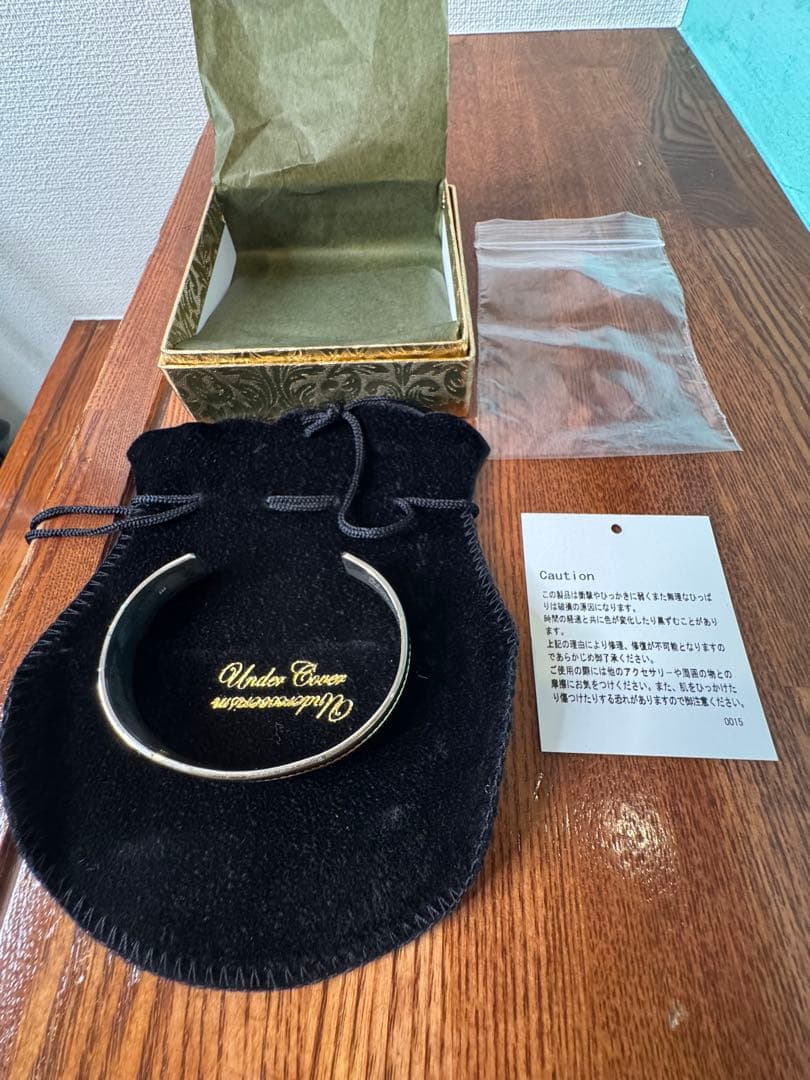 Under Cover
Undercoverism
Caution
この製品は衝撃やひっかきに弱くまた無理なひっぱ
りは破損の原因になります。
時間の経過と共に色が変化したり黒ずむことがあり
ます。
上記の理由により修理、修復が不可能となりますの
であらかじめ御了承ください。
ご使用の際には他のアクセサリーや周囲の物との
摩擦にお気をつけください。また、肌をひっかけた
り傷つけたりする恐れがありますので御注意ください。
0015